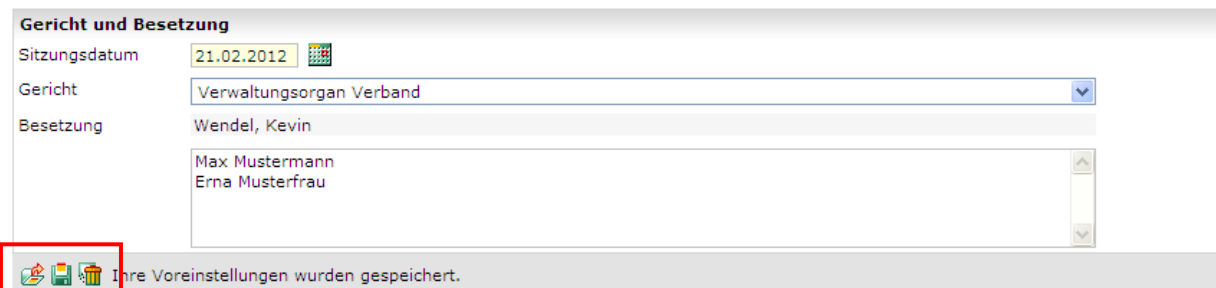 Gericht und Besetzung
Sitzungsdatum 21.02.2012
Gericht Verwaltungsorgan Verband
Besetzung Wendel, Kevin
Max Mustermann
Erna Musterfrau
Ihre Voreinstellungen wurden gespeichert.